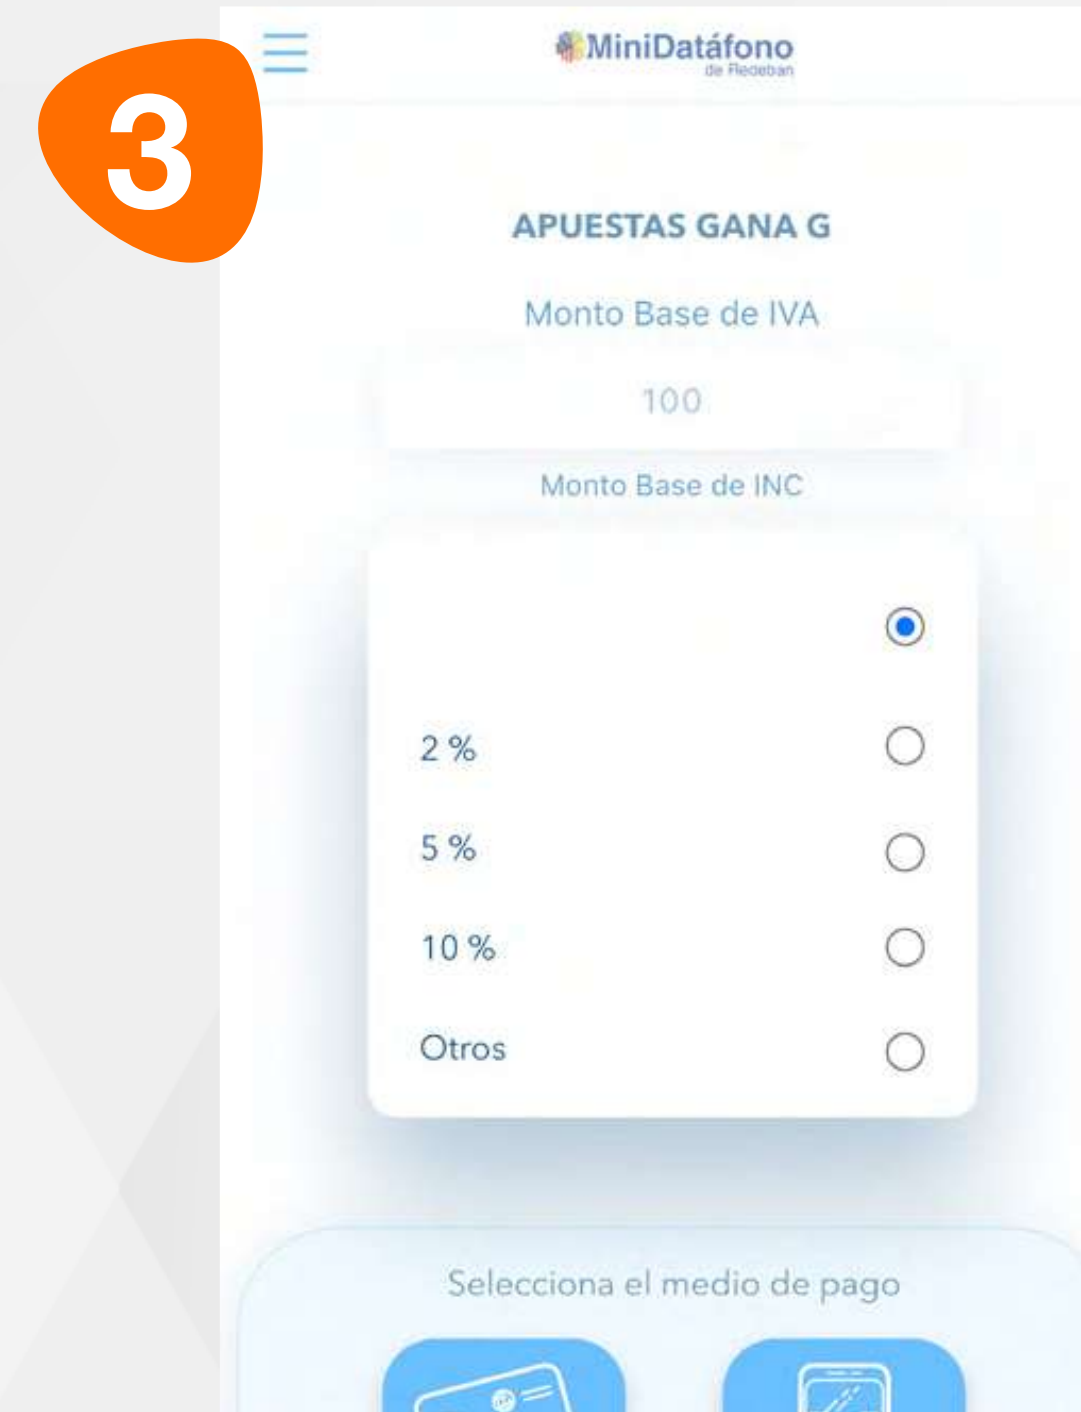 3
MiniDatáfono
de Redeban
APUESTAS GANA G
Monto Base de IVA
100
Monto Base de INC
2 %
5 %
10 %
Otros
Selecciona el medio de pago